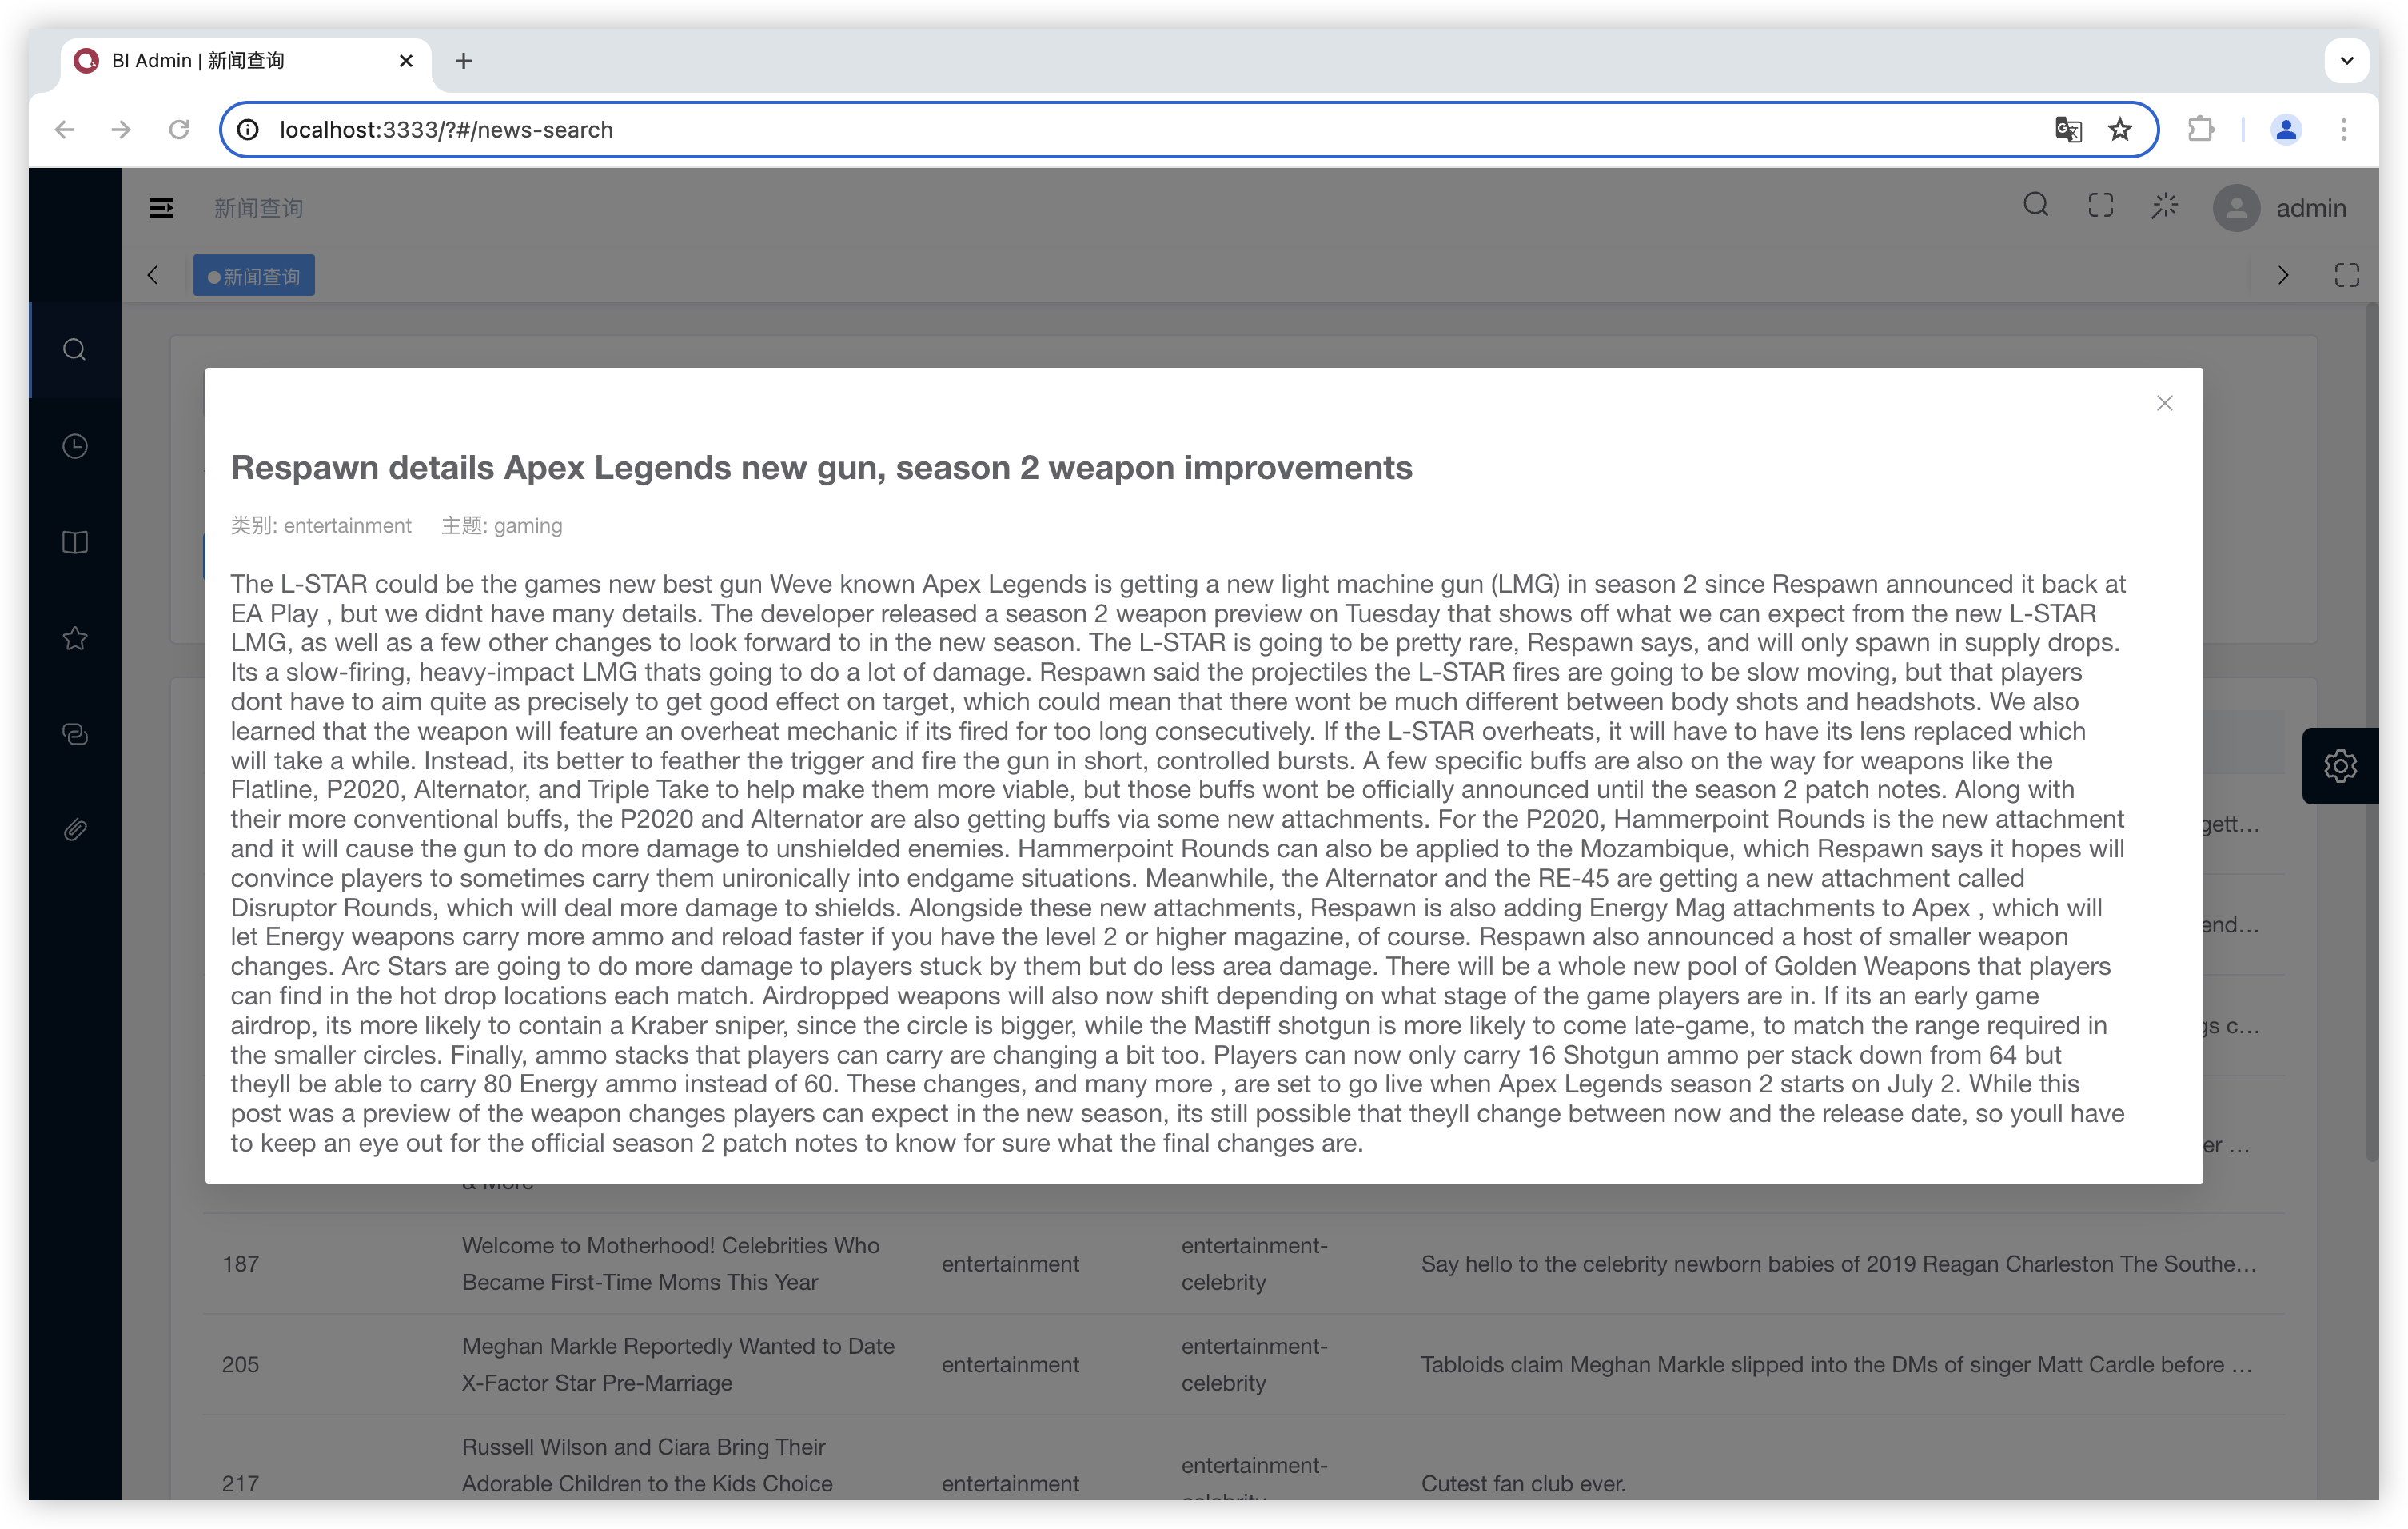 BI Admin | 新闻查询
localhost:3333/?#/news-search
新闻查询
admin
新闻查询
Respawn details Apex Legends new gun, season 2 weapon improvements
类别: entertainment 主题: gaming
The L-STAR could be the games new best gun Weve known Apex Legends is getting a new light machine gun (LMG) in season 2 since Respawn announced it back at
EA Play , but we didnt have many details. The developer released a season 2 weapon preview on Tuesday that shows off what we can expect from the new L-STAR
LMG, as well as a few other changes to look forward to in the new season. The L-STAR is going to be pretty rare, Respawn says, and will only spawn in supply drops.
Its a slow-firing, heavy-impact LMG thats going to do a lot of damage. Respawn said the projectiles the L-STAR fires are going to be slow moving, but that players
dont have to aim quite as precisely to get good effect on target, which could mean that there wont be much different between body shots and headshots. We also
learned that the weapon will feature an overheat mechanic if its fired for too long consecutively. If the L-STAR overheats, it will have to have its lens replaced which
will take a while. Instead, its better to feather the trigger and fire the gun in short, controlled bursts. A few specific buffs are also on the way for weapons like the
Flatline, P2020, Alternator, and Triple Take to help make them more viable, but those buffs wont be officially announced until the season 2 patch notes. Along with
their more conventional buffs, the P2020 and Alternator are also getting buffs via some new attachments. For the P2020, Hammerpoint Rounds is the new attachment
and it will cause the gun to do more damage to unshielded enemies. Hammerpoint Rounds can also be applied to the Mozambique, which Respawn says it hopes will
convince players to sometimes carry them unironically into endgame situations. Meanwhile, the Alternator and the RE-45 are getting a new attachment called
Disruptor Rounds, which will deal more damage to shields. Alongside these new attachments, Respawn is also adding Energy Mag attachments to Apex , which will
let Energy weapons carry more ammo and reload faster if you have the level 2 or higher magazine, of course. Respawn also announced a host of smaller weapon
changes. Arc Stars are going to do more damage to players stuck by them but do less area damage. There will be a whole new pool of Golden Weapons that players
can find in the hot drop locations each match. Airdropped weapons will also now shift depending on what stage of the game players are in. If its an early game
airdrop, its more likely to contain a Kraber sniper, since the circle is bigger, while the Mastiff shotgun is more likely to come late-game, to match the range required in
the smaller circles. Finally, ammo stacks that players can carry are changing a bit too. Players can now only carry 16 Shotgun ammo per stack down from 64 but
theyll be able to carry 80 Energy ammo instead of 60. These changes, and many more , are set to go live when Apex Legends season 2 starts on July 2. While this
post was a preview of the weapon changes players can expect in the new season, its still possible that theyll change between now and the release date, so youll have
to keep an eye out for the official season 2 patch notes to know for sure what the final changes are.
gett...
end...
gs c...
er ...
& More
187 Welcome to Motherhood! Celebrities Who
Became First-Time Moms This Year entertainment entertainment-
celebrity Say hello to the celebrity newborn babies of 2019 Reagan Charleston The Southe...
205 Meghan Markle Reportedly Wanted to Date
X-Factor Star Pre-Marriage entertainment entertainment-
celebrity Tabloids claim Meghan Markle slipped into the DMs of singer Matt Cardle before ...
217 Russell Wilson and Ciara Bring Their
Adorable Children to the Kids Choice entertainment entertainment-
celebrity Cutest fan club ever.